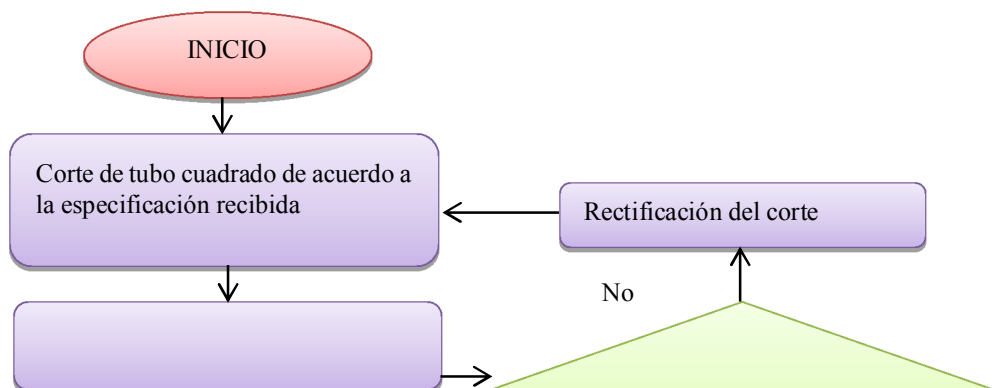 INICIO
Corte de tubo cuadrado de acuerdo a
la especificación recibida
Rectificación del corte
No